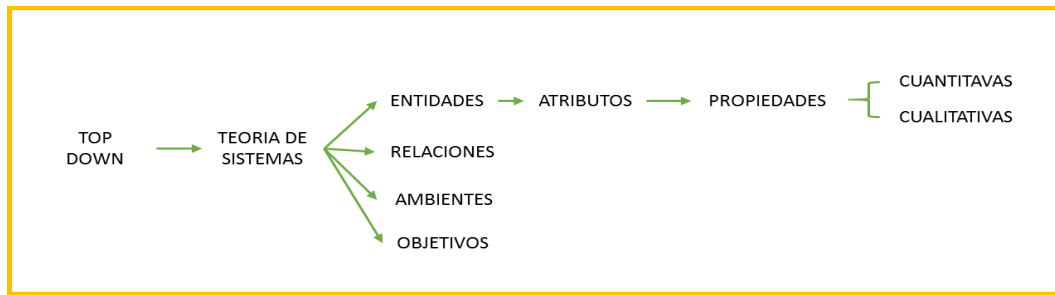 TOP
DOWN
TEORIA DE
SISTEMAS
ENTIDADES
RELACIONES
AMBIENTES
OBJETIVOS
ATRIBUTOS
PROPIEDADES
CUANTITAVAS
CUALITATIVAS